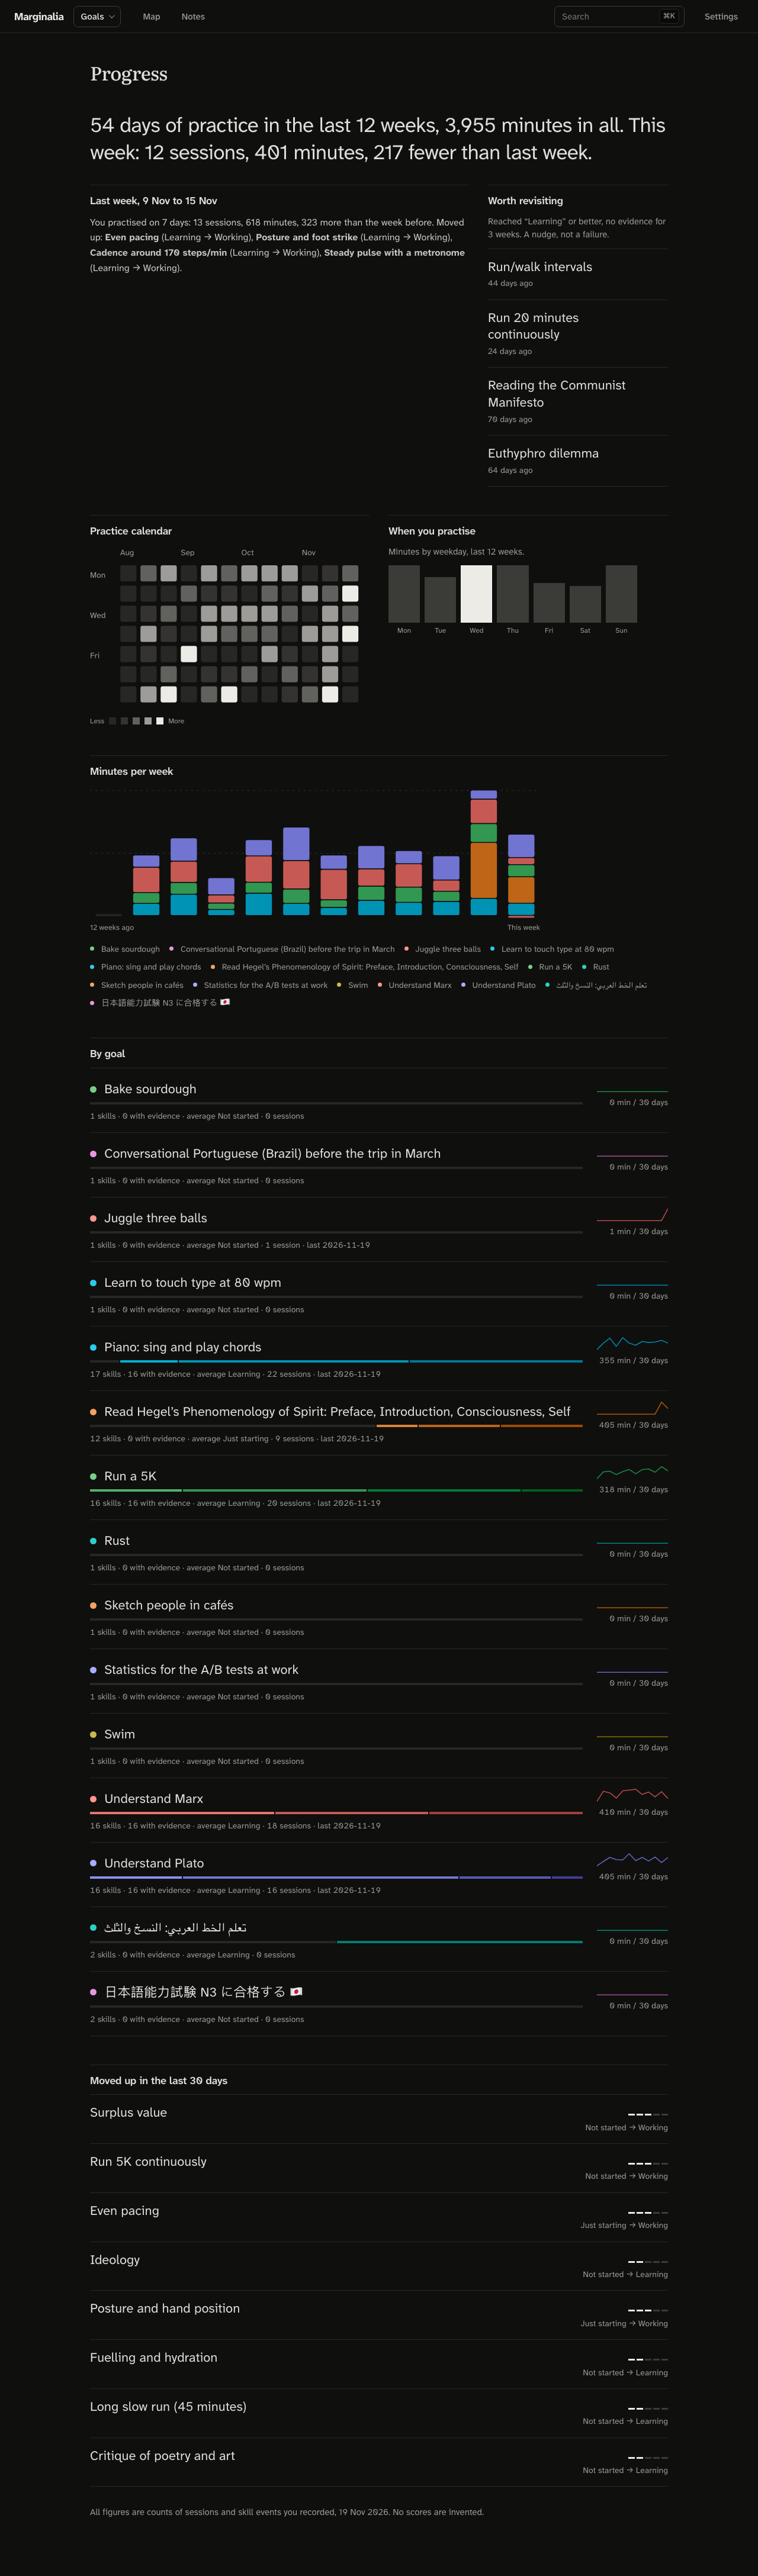 Marginalia
Goals
Map
Notes
Search
⌘K
Settings
Progress
54 days of practice in the last 12 weeks, 3,955 minutes in all. This
week: 12 sessions, 401 minutes, 217 fewer than last week.
Last week, 9 Nov to 15 Nov
You practised on 7 days: 13 sessions, 618 minutes, 323 more than the week before. Moved
up: Even pacing (Learning → Working), Posture and foot strike (Learning → Working),
Cadence around 170 steps/min (Learning → Working), Steady pulse with a metronome
(Learning → Working).
Worth revisiting
Reached “Learning” or better, no evidence for
3 weeks. A nudge, not a failure.
Run/walk intervals
44 days ago
Run 20 minutes
continuously
24 days ago
Reading the Communist
Manifesto
70 days ago
Euthyphro dilemma
64 days ago
Practice calendar
Aug Sep Oct Nov
Mon
Wed
Fri
Less More
When you practise
Minutes by weekday, last 12 weeks.
Mon Tue Wed Thu Fri Sat Sun
Minutes per week
12 weeks ago This week
Bake sourdough Conversational Portuguese (Brazil) before the trip in March Juggle three balls Learn to touch type at 80 wpm
Piano: sing and play chords Read Hegel’s Phenomenology of Spirit: Preface, Introduction, Consciousness, Self Run a 5K Rust
Sketch people in cafés Statistics for the A/B tests at work Swim Understand Marx Understand Plato تعلم الخط العربي: النسخ والثلث
日本語能力試験 N3 に合格する 🇯🇵
By goal
Bake sourdough
0 min / 30 days
1 skills · 0 with evidence · average Not started · 0 sessions
Conversational Portuguese (Brazil) before the trip in March
0 min / 30 days
1 skills · 0 with evidence · average Not started · 0 sessions
Juggle three balls
1 min / 30 days
1 skills · 0 with evidence · average Not started · 1 session · last 2026-11-19
Learn to touch type at 80 wpm
0 min / 30 days
1 skills · 0 with evidence · average Not started · 0 sessions
Piano: sing and play chords
355 min / 30 days
17 skills · 16 with evidence · average Learning · 22 sessions · last 2026-11-19
Read Hegel’s Phenomenology of Spirit: Preface, Introduction, Consciousness, Self
405 min / 30 days
12 skills · 0 with evidence · average Just starting · 9 sessions · last 2026-11-19
Run a 5K
318 min / 30 days
16 skills · 16 with evidence · average Learning · 20 sessions · last 2026-11-19
Rust
0 min / 30 days
1 skills · 0 with evidence · average Not started · 0 sessions
Sketch people in cafés
0 min / 30 days
1 skills · 0 with evidence · average Not started · 0 sessions
Statistics for the A/B tests at work
0 min / 30 days
1 skills · 0 with evidence · average Not started · 0 sessions
Swim
0 min / 30 days
1 skills · 0 with evidence · average Not started · 0 sessions
Understand Marx
410 min / 30 days
16 skills · 16 with evidence · average Learning · 18 sessions · last 2026-11-19
Understand Plato
405 min / 30 days
16 skills · 16 with evidence · average Learning · 16 sessions · last 2026-11-19
تعلم الخط العربي: النسخ والثلث
0 min / 30 days
2 skills · 0 with evidence · average Learning · 0 sessions
日本語能力試験 N3 に合格する 🇯🇵
0 min / 30 days
2 skills · 0 with evidence · average Not started · 0 sessions
Moved up in the last 30 days
Surplus value
Not started → Working
Run 5K continuously
Not started → Working
Even pacing
Just starting → Working
Ideology
Not started → Learning
Posture and hand position
Just starting → Working
Fuelling and hydration
Not started → Learning
Long slow run (45 minutes)
Not started → Learning
Critique of poetry and art
Not started → Learning
All figures are counts of sessions and skill events you recorded, 19 Nov 2026. No scores are invented.